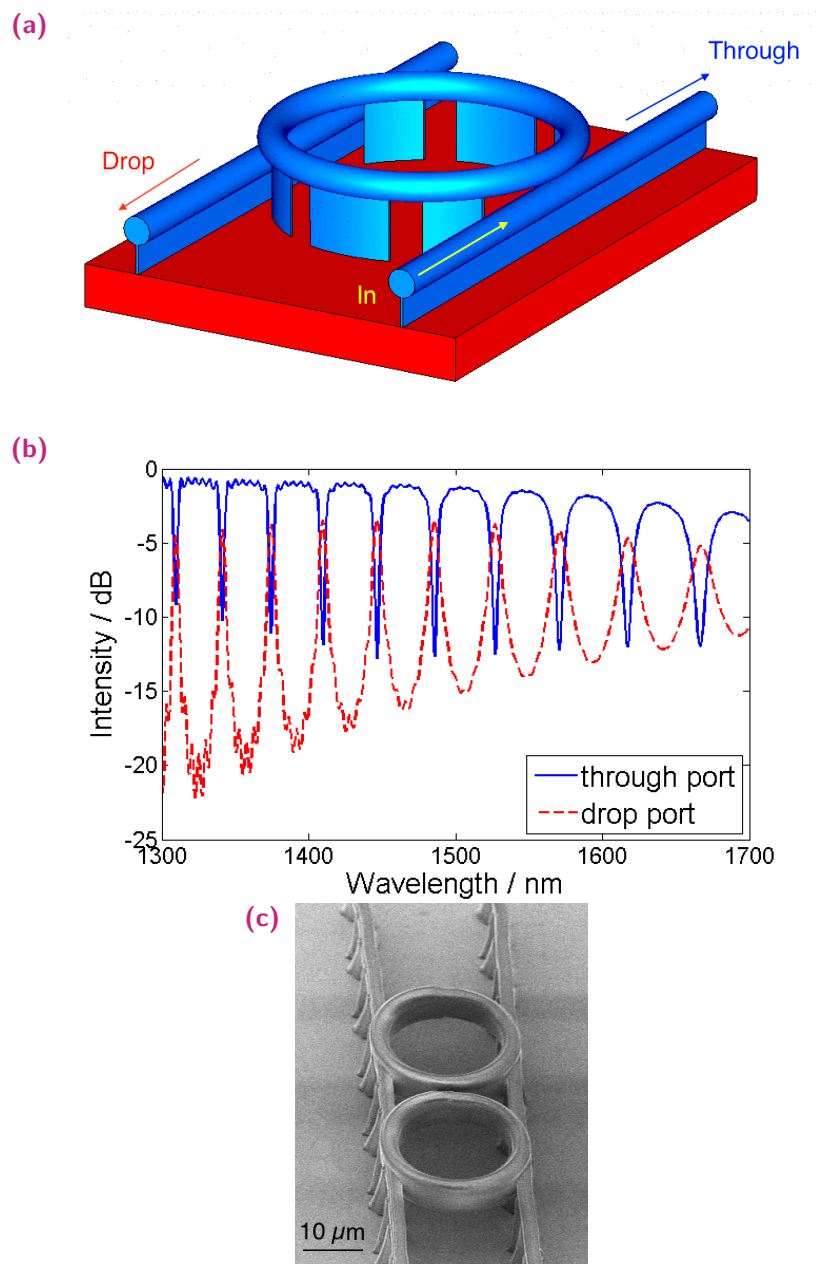 (a)
Through
Drop
In
(b)
0
-5
-10
-15
-20
-25
Intensity / dB
through port
drop port
1300 1400 1500 1600 1700
Wavelength / nm
(c)
10 μm